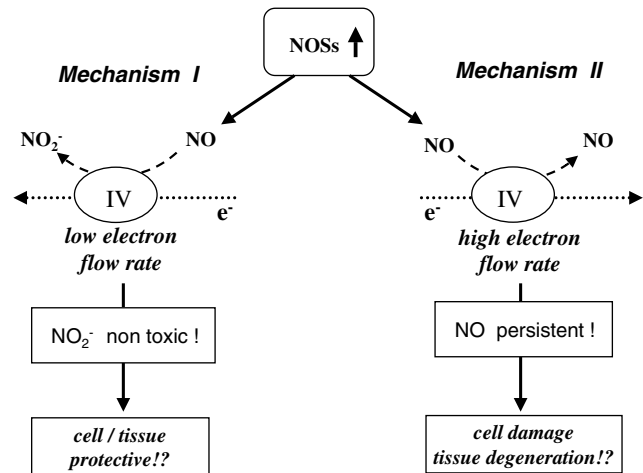 NOSs
Mechanism I
Mechanism II
NO₂⁻ NO
NO NO
IV
IV
e⁻
e⁻
low electron
flow rate
high electron
flow rate
NO₂⁻ non toxic !
NO persistent !
cell / tissue
protective!?
cell damage
tissue degeneration!?